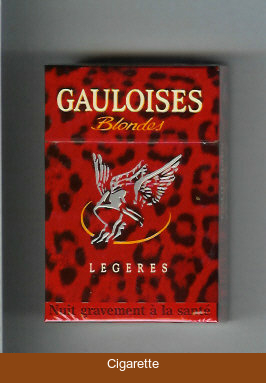 GAULOISES
Blondes
LEGERES
Nuit gravement à la santé
Cigarette